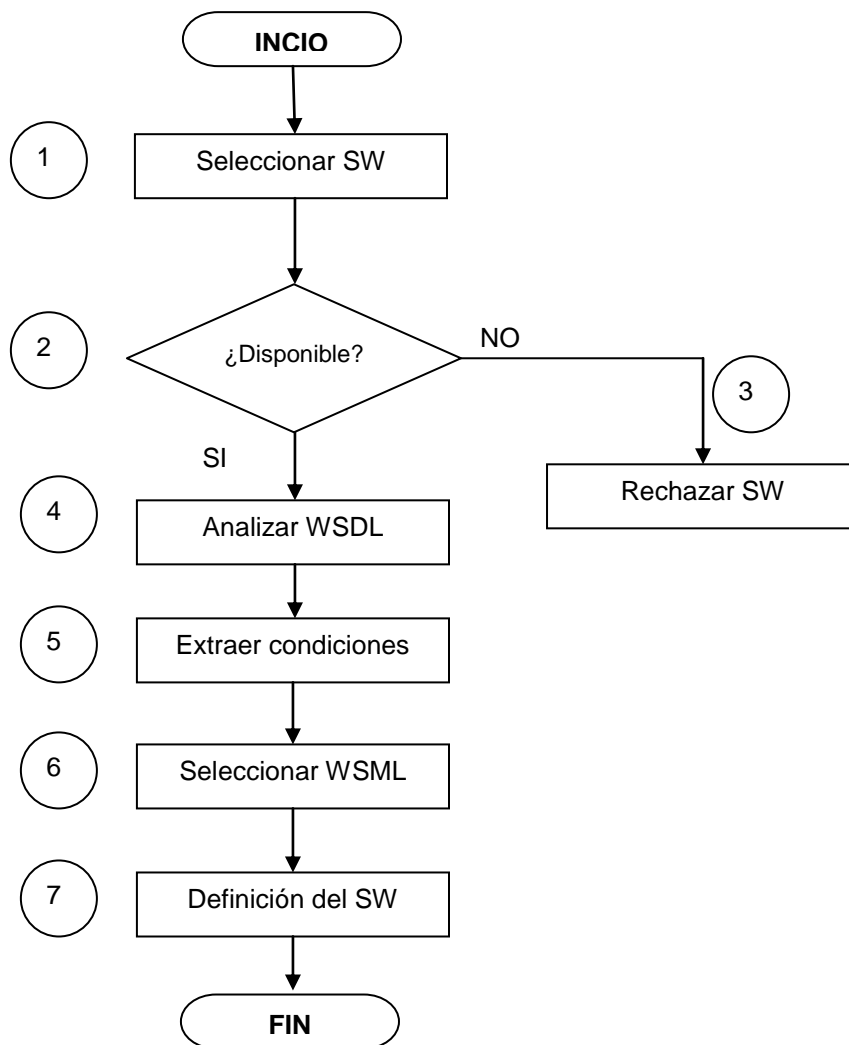 INCIO
1
Seleccionar SW
2
¿Disponible?
NO
3
SI
Rechazar SW
4
Analizar WSDL
5
Extraer condiciones
6
Seleccionar WSML
7
Definición del SW
FIN